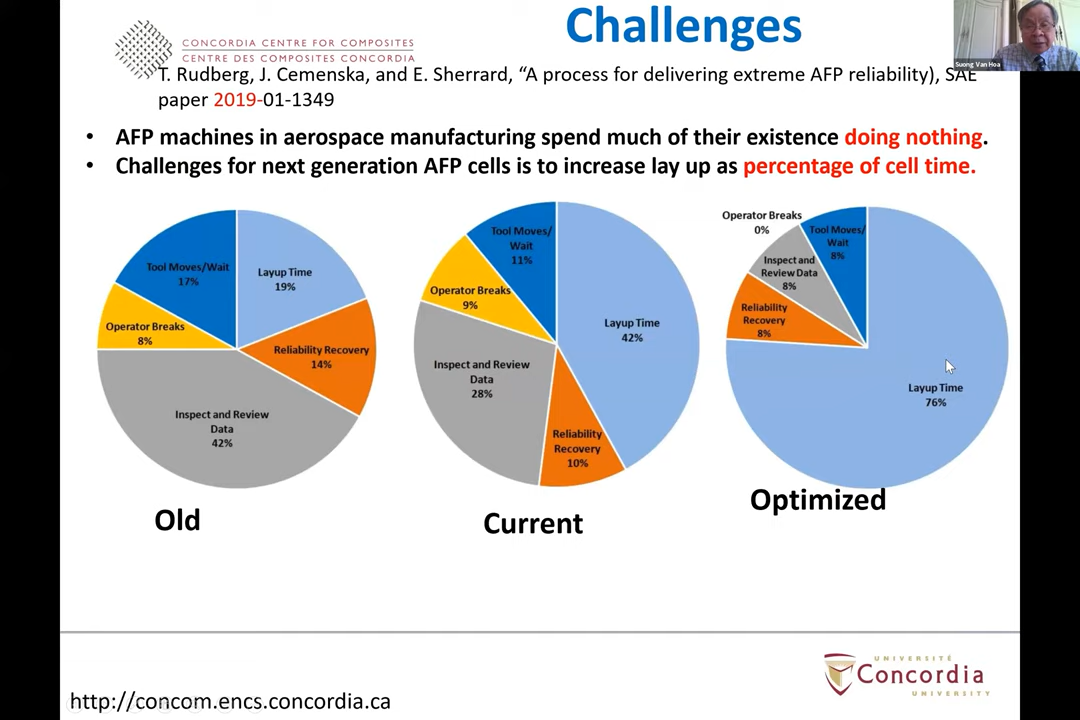 Challenges
CONCORDIA CENTRE FOR COMPOSITES
CENTRE DES COMPOSITES CONCORDIA
T. Rudberg, J. Cemenska, and E. Sherrard, “A process for delivering extreme AFP reliability), SAE
paper 2019-01-1349
Suong Van Hoa
• AFP machines in aerospace manufacturing spend much of their existence doing nothing.
• Challenges for next generation AFP cells is to increase lay up as percentage of cell time.
Tool Moves/Wait
17%
Layup Time
19%
Operator Breaks
8%
Reliability Recovery
14%
Inspect and Review
Data
42%
Old
Tool Moves/
Wait
11%
Operator Breaks
9%
Layup Time
42%
Inspect and Review
Data
28%
Reliability
Recovery
10%
Current
Operator Breaks
0%
Tool Moves/
Wait
8%
Inspect and
Review Data
8%
Reliability
Recovery
8%
Layup Time
76%
Optimized
UNIVERSITÉ
Concordia
UNIVERSITY
http://concom.encs.concordia.ca